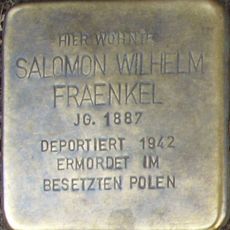 HIER WOHNTE
SALOMON WILHELM
FRAENKEL
JG. 1887
DEPORTIERT 1942
ERMORDET IM
BESETZTEN POLEN